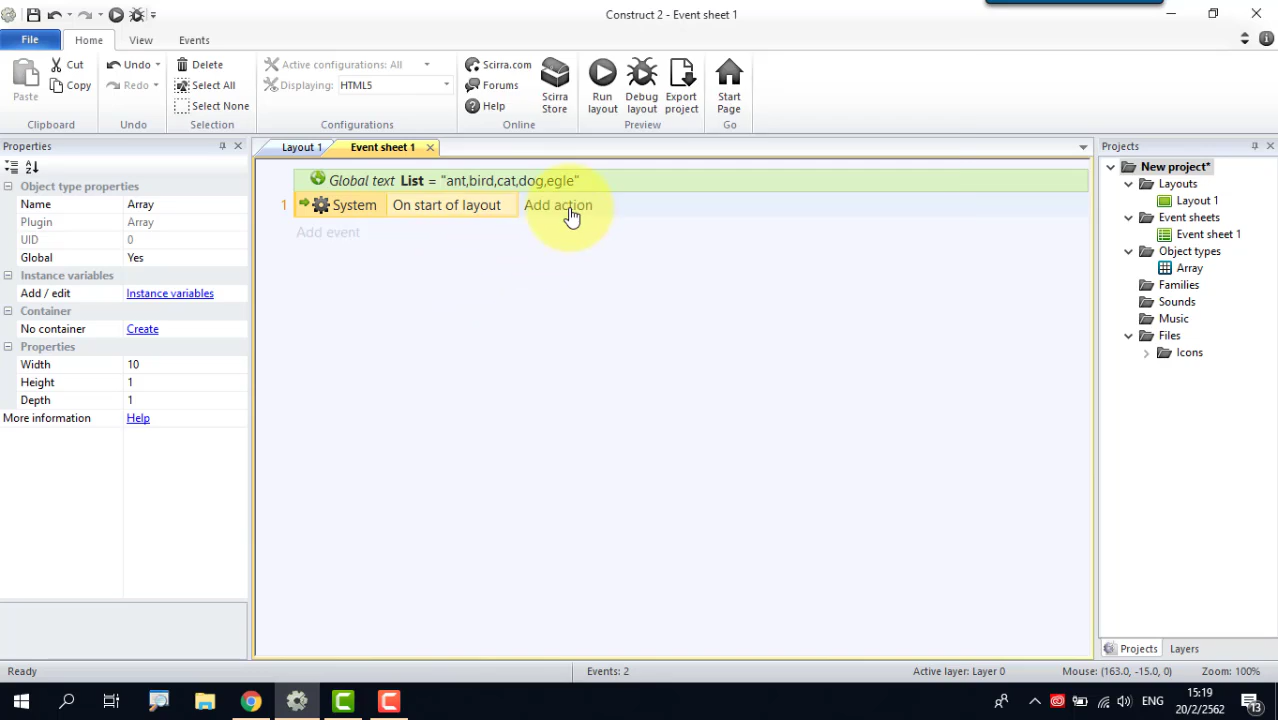 Construct 2 - Event sheet 1
File
Home
View
Events
Paste
Cut
Copy
Clipboard
Undo
Redo
Undo
Delete
Select All
Select None
Selection
Active configurations: All
Displaying: HTML5
Configurations
Scirra.com
Forums
Help
Scirra Store
Online
Run layout
Debug layout
Export project
Preview
Start Page
Go
Properties
Layout 1
Event sheet 1
Projects
Object type properties
Name Array
Plugin Array
UID 0
Global Yes
Instance variables
Add / edit Instance variables
Container
No container Create
Properties
Width 10
Height 1
Depth 1
More information Help
Global text List = "ant,bird,cat,dog,egle"
1 System On start of layout Add action
Add event
New project*
Layouts
Layout 1
Event sheets
Event sheet 1
Object types
Array
Families
Sounds
Music
Files
Icons
Projects
Layers
Ready
Events: 2
Active layer: Layer 0
Mouse: (163.0, -15.0, 0)
Zoom: 100%
ENG
15:19
20/2/2562
13